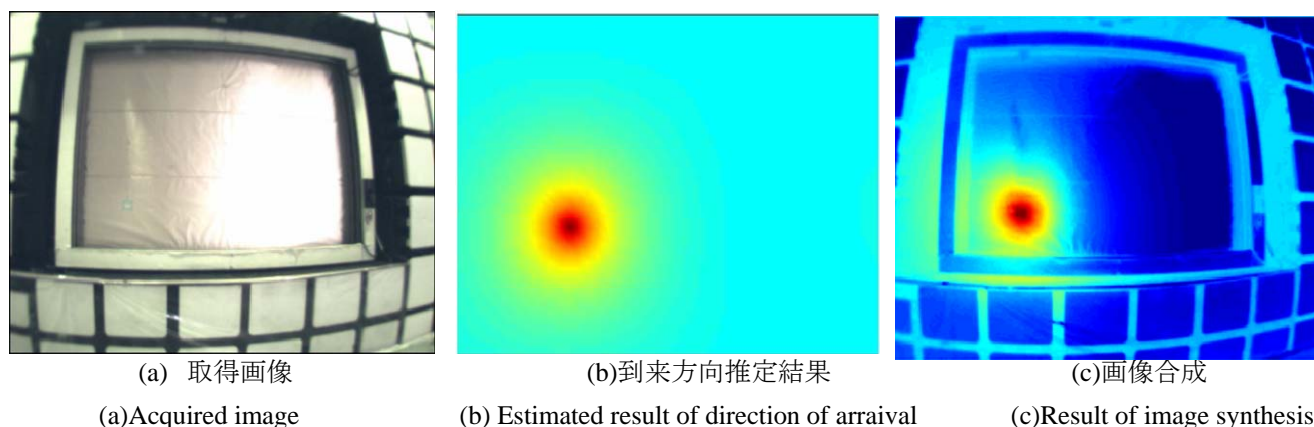 (a) 取得画像
(b)到来方向推定結果
(c)画像合成
(a)Acquired image
(b) Estimated result of direction of arraival
(c)Result of image synthesis